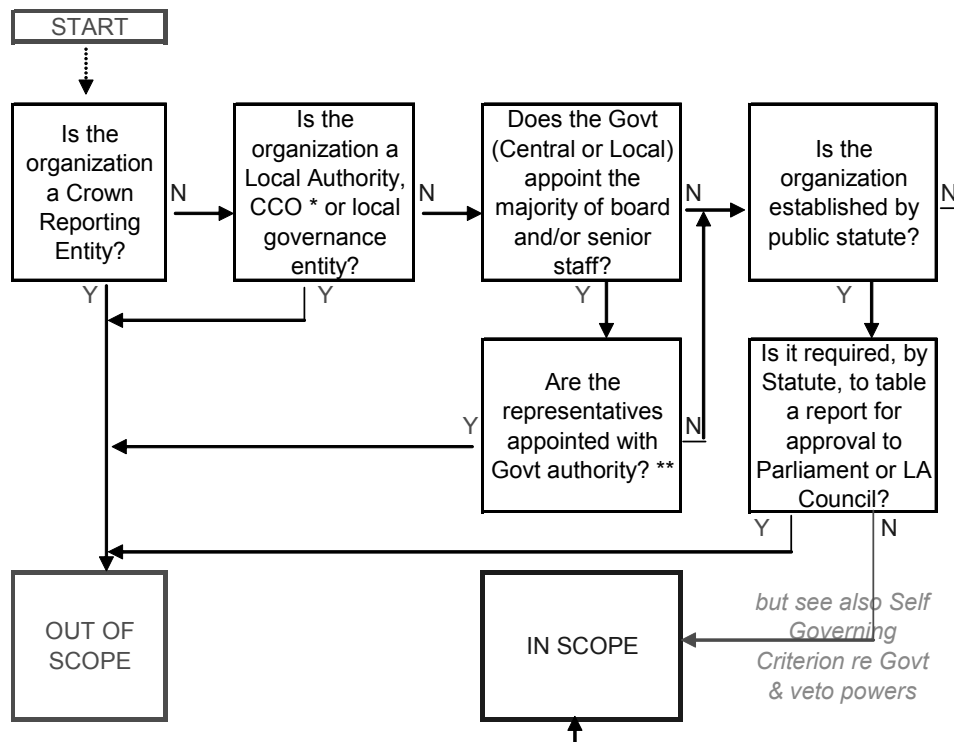 START
Is the
organization
a Crown
Reporting
Entity?
N
Y
Is the
organization a
Local Authority,
CCO * or local
governance
entity?
N
Y
Does the Govt
(Central or Local)
appoint the
majority of board
and/or senior
staff?
N
Y
Is the
organization
established by
public statute?
N
Y
Are the
representatives
appointed with
Govt authority? **
Y
N
Is it required, by
Statute, to table
a report for
approval to
Parliament or LA
Council?
Y
N
OUT OF
SCOPE
IN SCOPE
but see also Self
Governing
Criterion re Govt
& veto powers